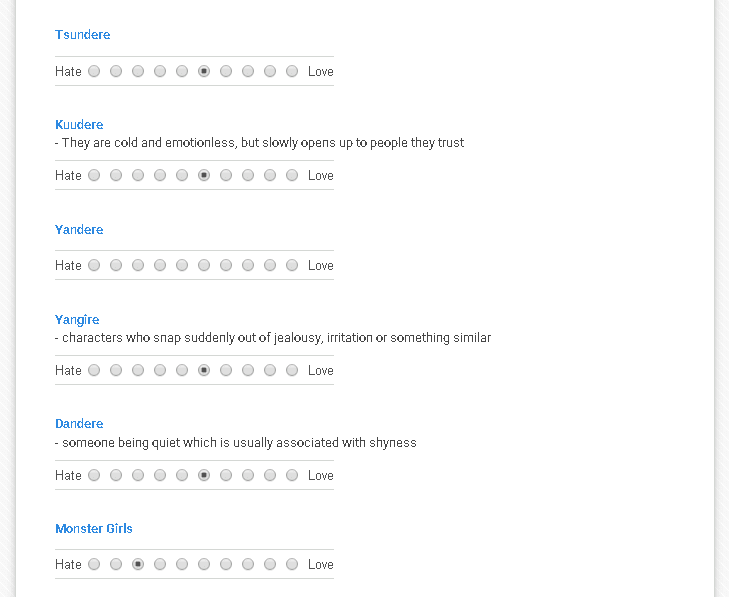 Tsundere
Hate Love
Kuudere
- They are cold and emotionless, but slowly opens up to people they trust
Hate Love
Yandere
Hate Love
Yangire
- characters who snap suddenly out of jealousy, irritation or something similar
Hate Love
Dandere
- someone being quiet which is usually associated with shyness
Hate Love
Monster Girls
Hate Love